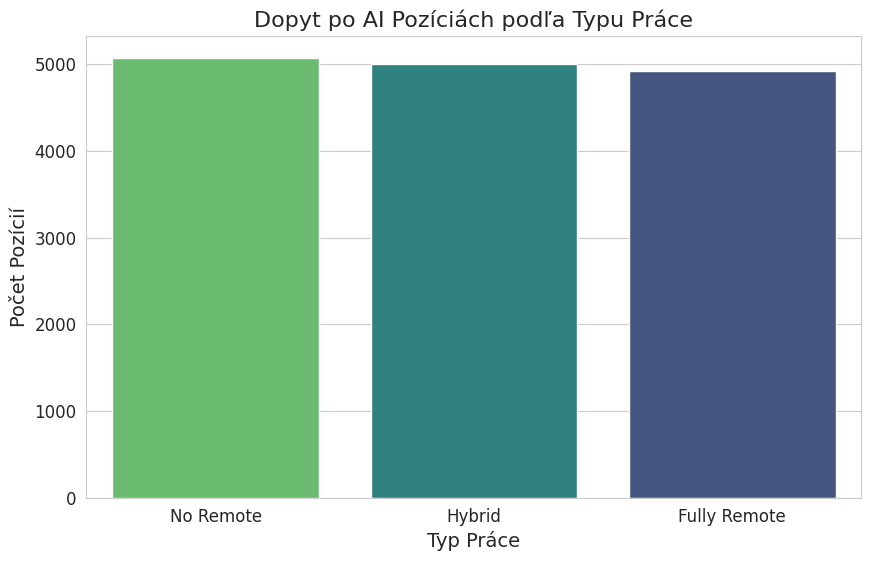 Dopyt po AI Pozíciách podľa Typu Práce
Počet Pozícií
5000
4000
3000
2000
1000
0
No Remote
Hybrid
Fully Remote
Typ Práce